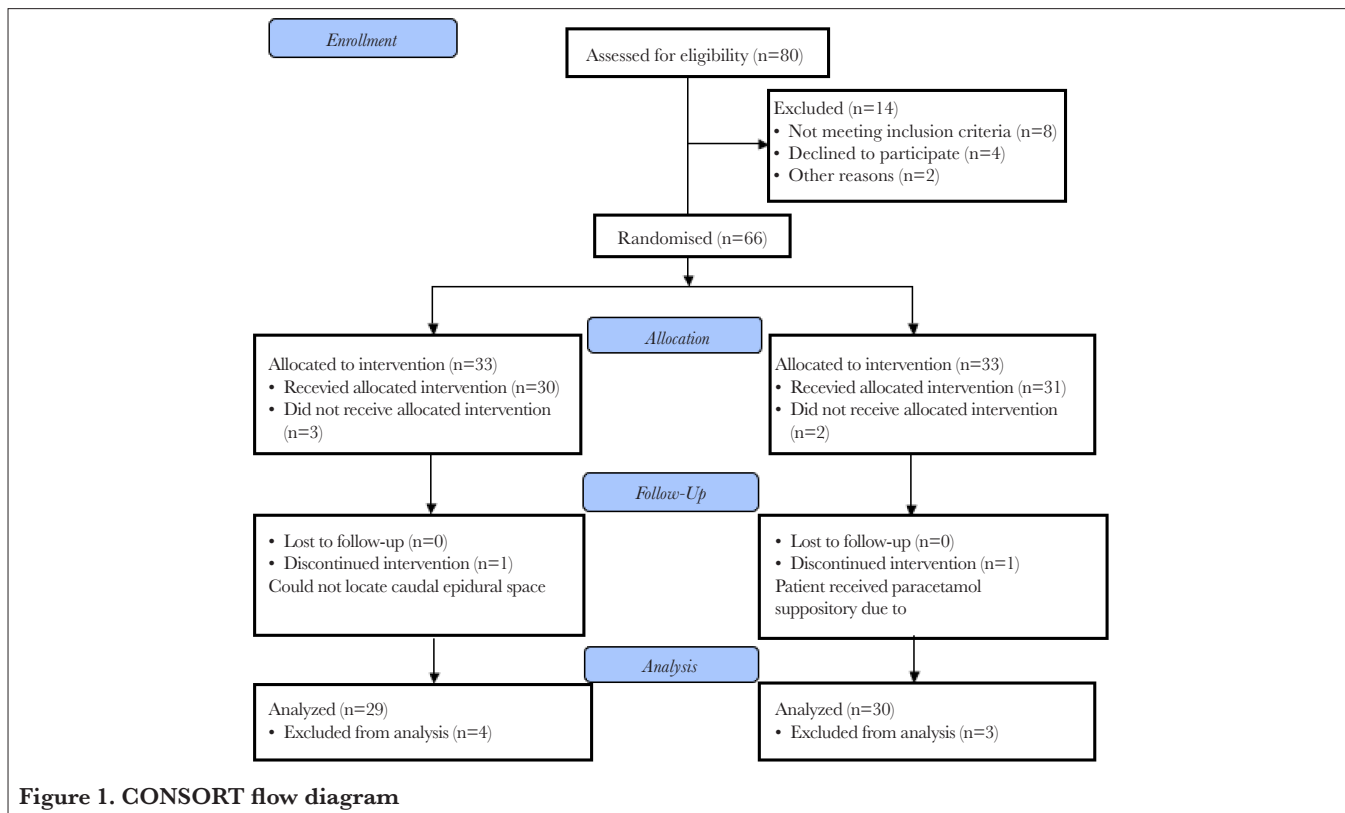 Enrollment
Assessed for eligibility (n=80)
Excluded (n=14)
• Not meeting inclusion criteria (n=8)
• Declined to participate (n=4)
• Other reasons (n=2)
Randomised (n=66)
Allocation
Allocated to intervention (n=33)
• Recevied allocated intervention (n=30)
• Did not receive allocated intervention
(n=3)
Allocated to intervention (n=33)
• Recevied allocated intervention (n=31)
• Did not receive allocated intervention
(n=2)
Follow-Up
• Lost to follow-up (n=0)
• Discontinued intervention (n=1)
Could not locate caudal epidural space
• Lost to follow-up (n=0)
• Discontinued intervention (n=1)
Patient received paracetamol
suppository due to
Analysis
Analyzed (n=29)
• Excluded from analysis (n=4)
Analyzed (n=30)
• Excluded from analysis (n=3)
Figure 1. CONSORT flow diagram